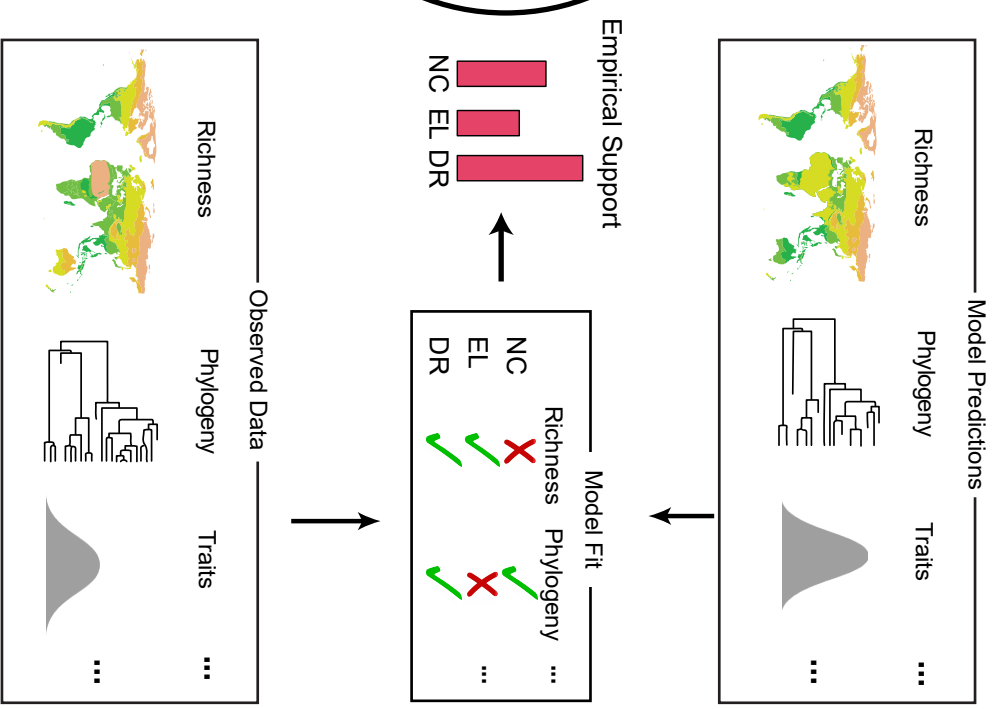 Model Predictions
Richness Phylogeny Traits ...
...
Empirical Support
NC EL DR
Model Fit
Richness Phylogeny ...
NC
EL ...
DR
Observed Data
Richness Phylogeny Traits ...
...